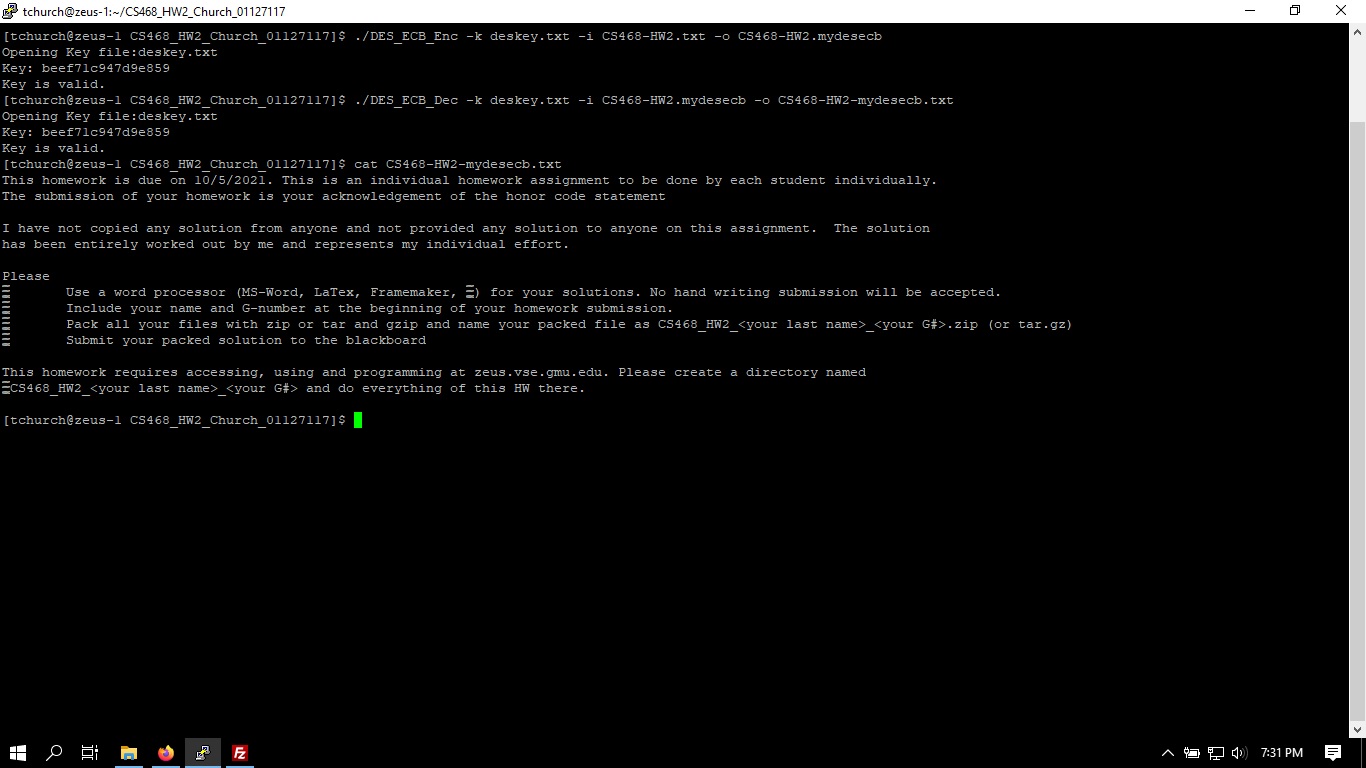 tchurch@zeus-1:~/CS468_HW2_Church_01127117
[tchurch@zeus-1 CS468_HW2_Church_01127117]$ ./DES_ECB_Enc -k deskey.txt -i CS468-HW2.txt -o CS468-HW2.mydesecb
Opening Key file:deskey.txt
Key: beef71c947d9e859
Key is valid.
[tchurch@zeus-1 CS468_HW2_Church_01127117]$ ./DES_ECB_Dec -k deskey.txt -i CS468-HW2.mydesecb -o CS468-HW2-mydesecb.txt
Opening Key file:deskey.txt
Key: beef71c947d9e859
Key is valid.
[tchurch@zeus-1 CS468_HW2_Church_01127117]$ cat CS468-HW2-mydesecb.txt
This homework is due on 10/5/2021. This is an individual homework assignment to be done by each student individually.
The submission of your homework is your acknowledgement of the honor code statement
I have not copied any solution from anyone and not provided any solution to anyone on this assignment.  The solution
has been entirely worked out by me and represents my individual effort.
Please
Use a word processor (MS-Word, LaTex, Framemaker, ) for your solutions. No hand writing submission will be accepted.
Include your name and G-number at the beginning of your homework submission.
Pack all your files with zip or tar and gzip and name your packed file as CS468_HW2_<your last name>_<your G#>.zip (or tar.gz)
Submit your packed solution to the blackboard
This homework requires accessing, using and programming at zeus.vse.gmu.edu. Please create a directory named
CS468_HW2_<your last name>_<your G#> and do everything of this HW there.
[tchurch@zeus-1 CS468_HW2_Church_01127117]$
Fz
7:31 PM